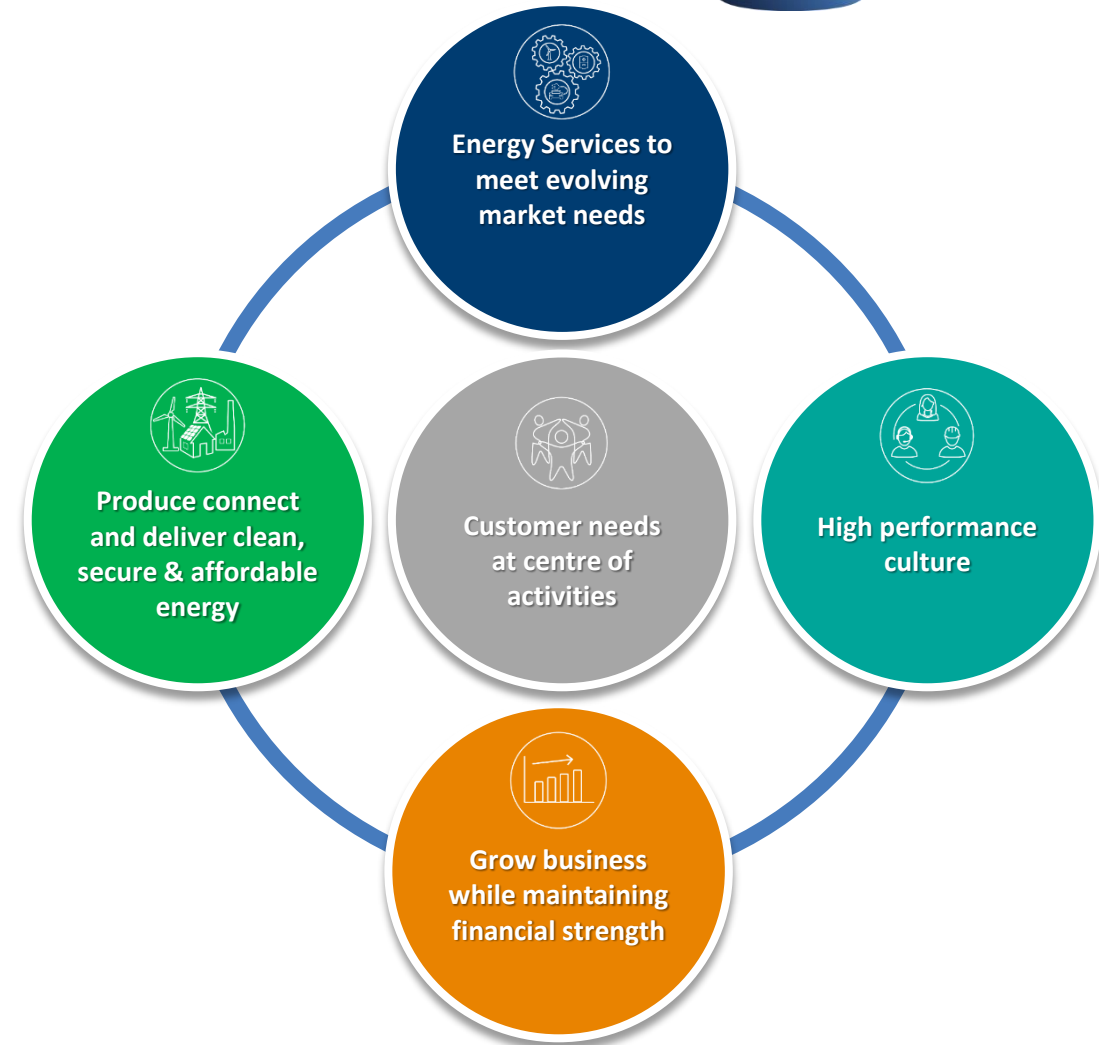 Energy Services to
meet evolving
market needs
Produce connect
and deliver clean,
secure & affordable
energy
Customer needs
at centre of
activities
High performance
culture
Grow business
while maintaining
financial strength